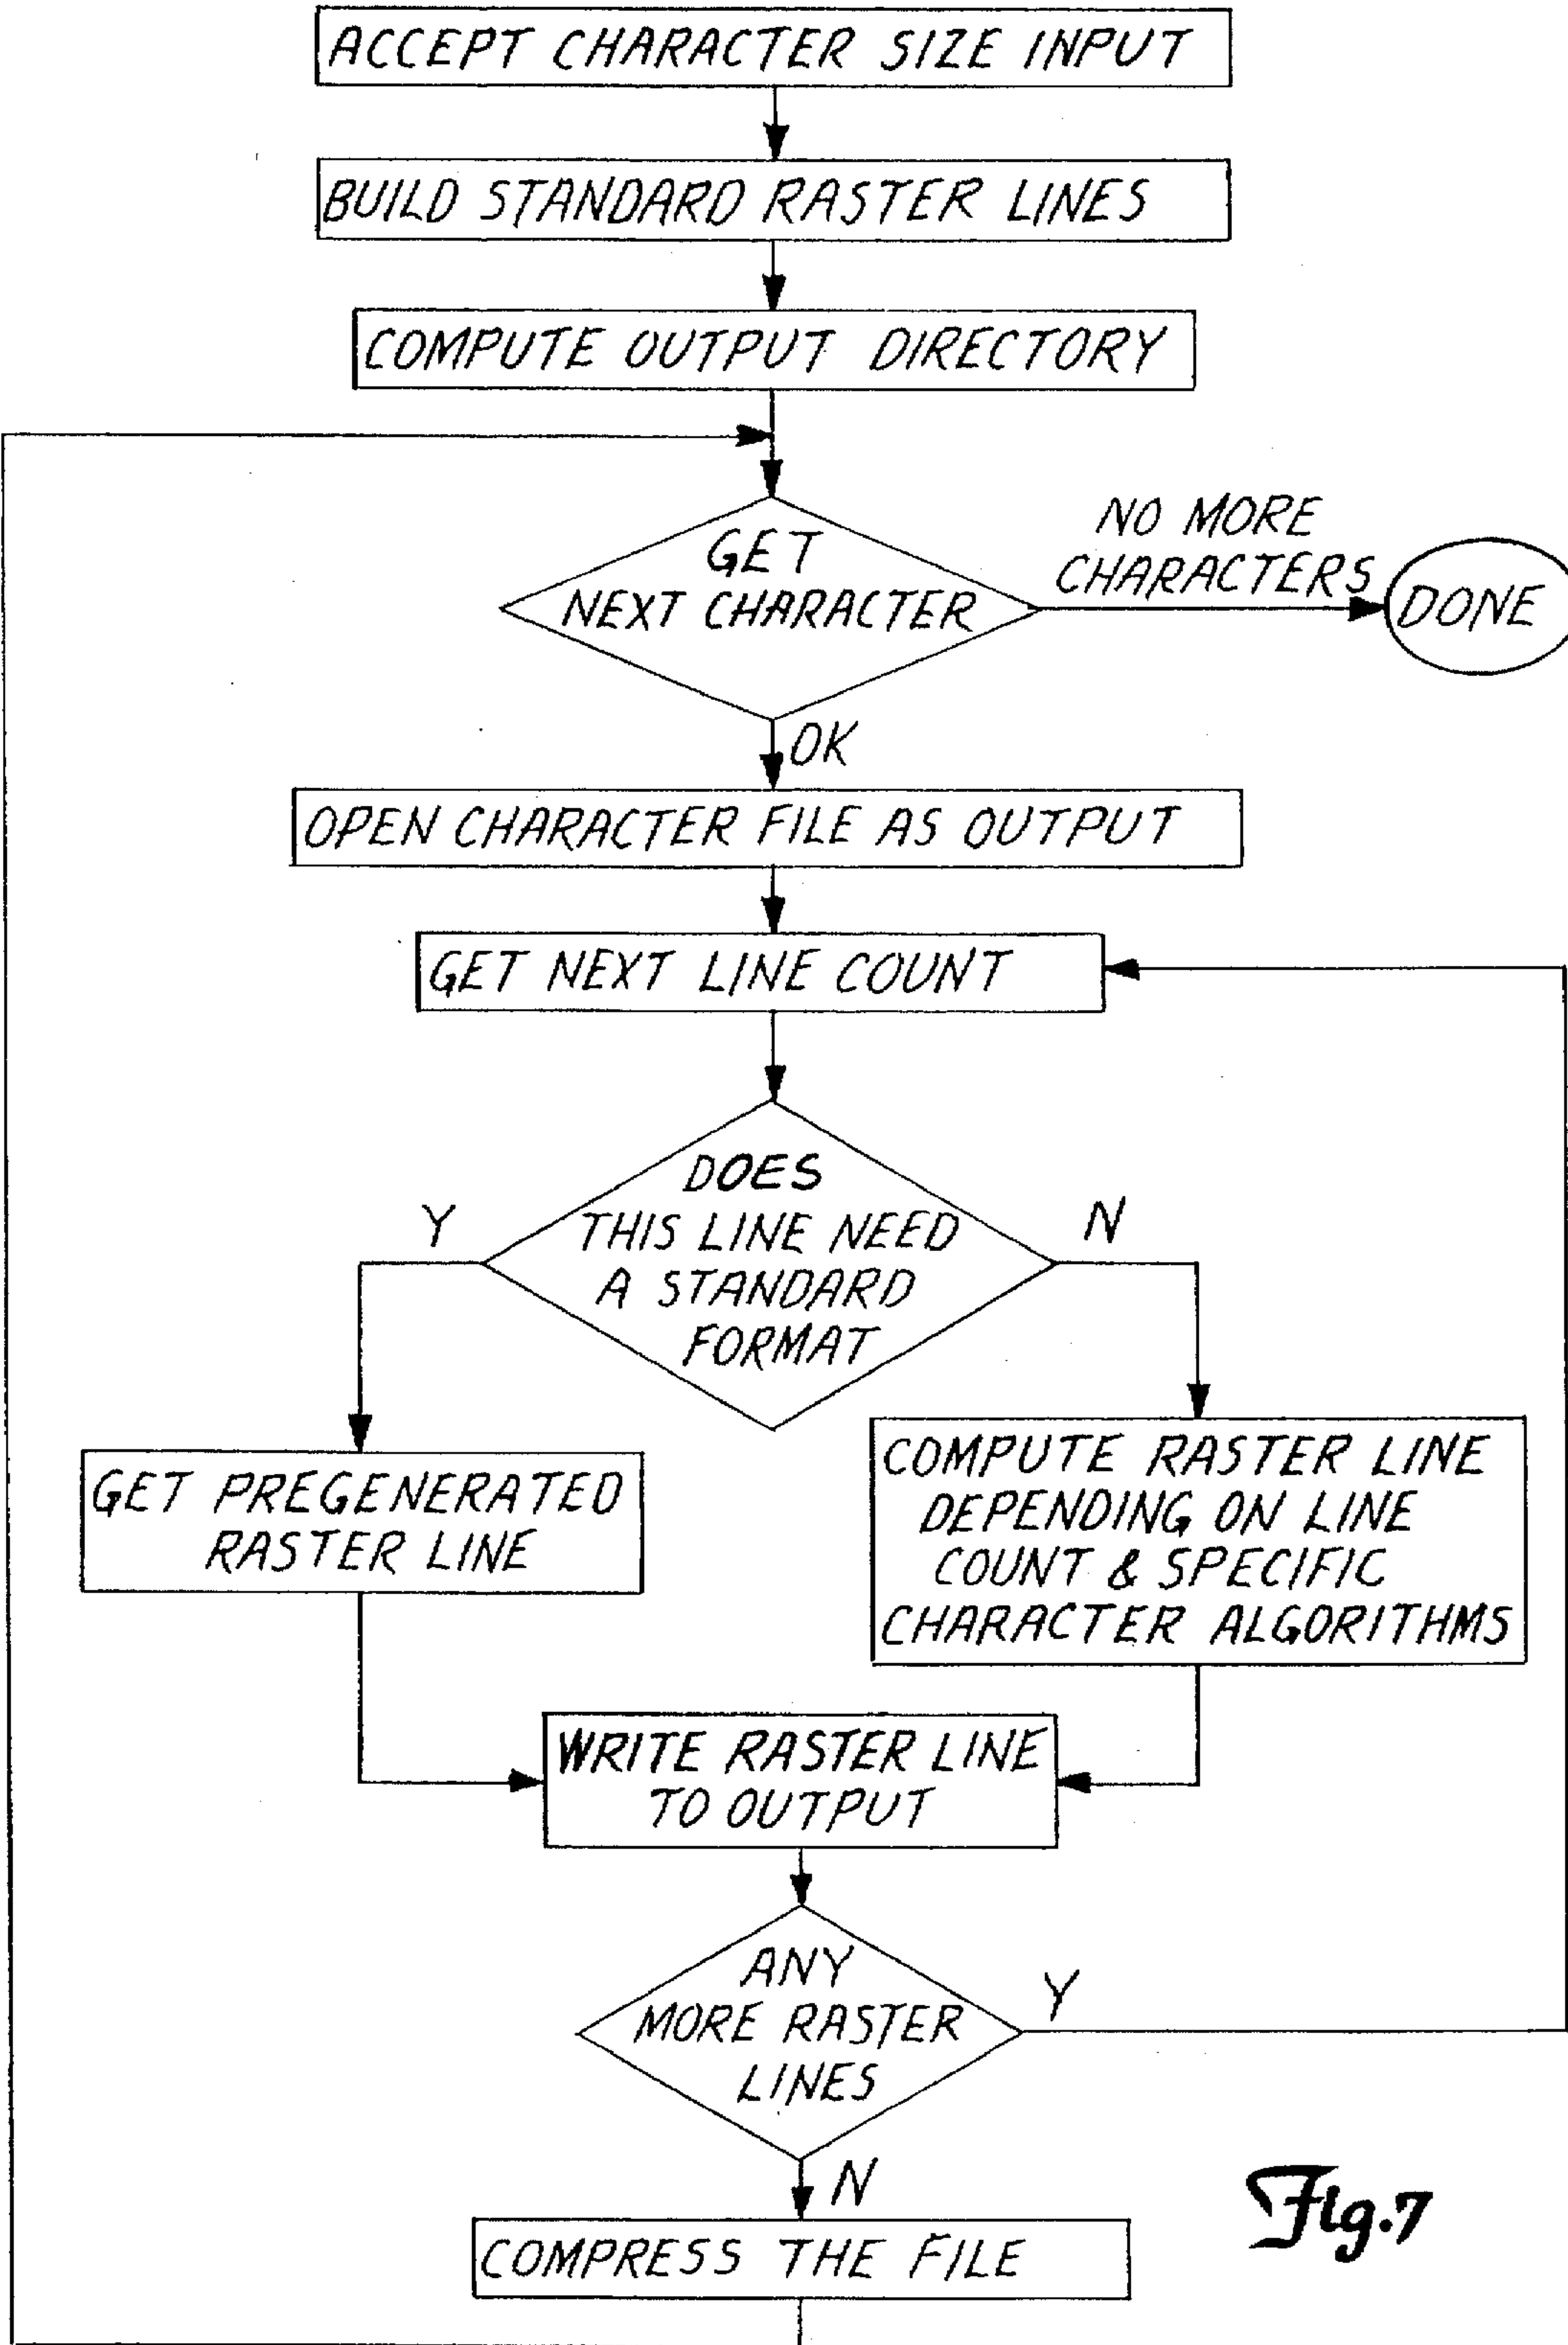 ACCEPT CHARACTER SIZE INPUT
BUILD STANDARD RASTER LINES
COMPUTE OUTPUT DIRECTORY
GET
NEXT CHARACTER
NO MORE
CHARACTERS
DONE
OK
OPEN CHARACTER FILE AS OUTPUT
GET NEXT LINE COUNT
DOES
THIS LINE NEED
A STANDARD
FORMAT
Y
N
GET PREGENERATED
RASTER LINE
COMPUTE RASTER LINE
DEPENDING ON LINE
COUNT & SPECIFIC
CHARACTER ALGORITHMS
WRITE RASTER LINE
TO OUTPUT
ANY
MORE RASTER
LINES
Y
N
COMPRESS THE FILE
Fig.7